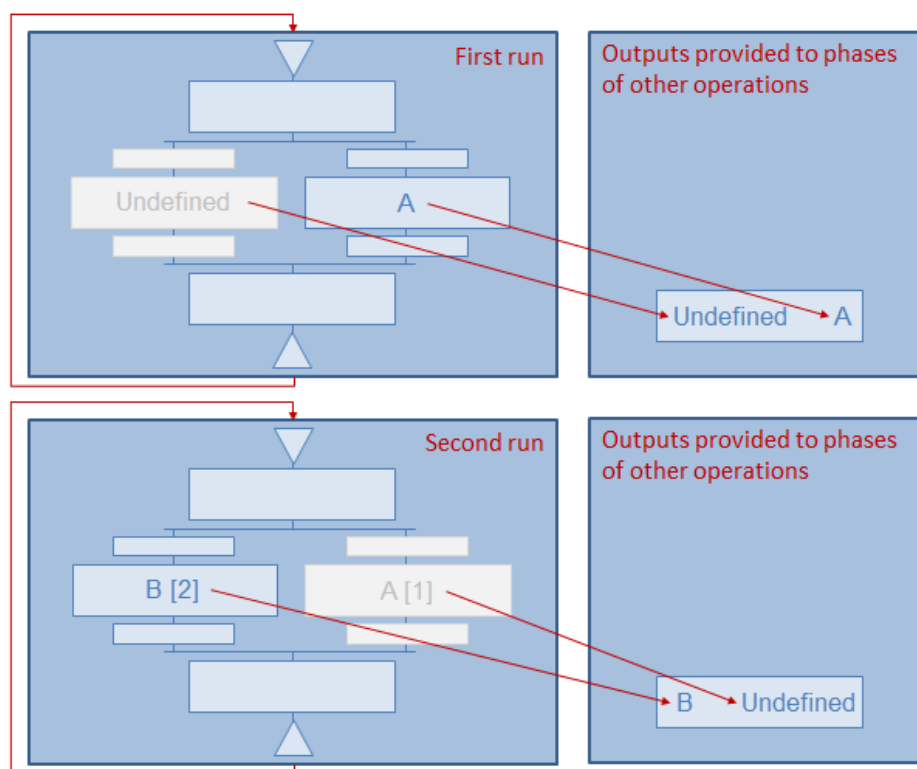 First run
Outputs provided to phases
of other operations
Undefined
A
Undefined A
Second run
Outputs provided to phases
of other operations
B [2]
A [1]
B Undefined